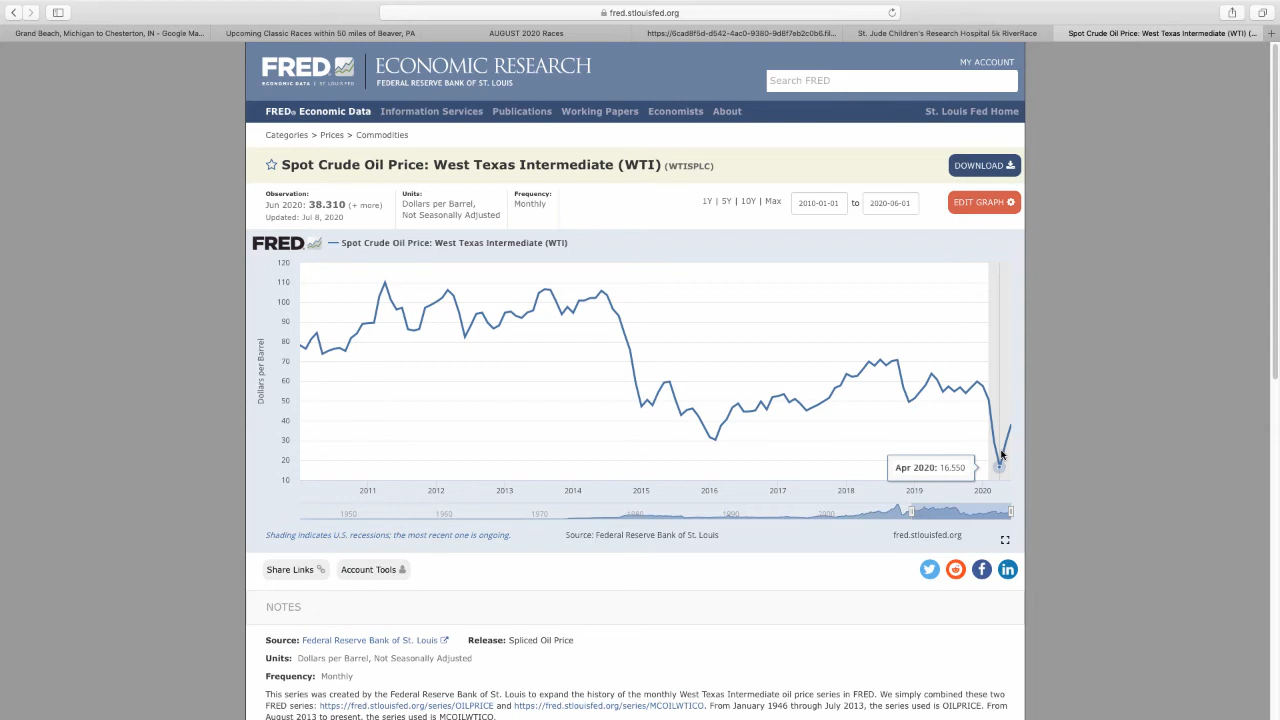 fred.stlouisfed.org
Grand Beach, Michigan to Chesterton, IN - Google Ma...
Upcoming Classic Races within 50 miles of Beaver, PA
AUGUST 2020 Races
https://6cad8f5d-d542-4ac0-9380-9d8f7eb2c0b6.fil...
St. Jude Children's Research Hospital 5k RiverRace
Spot Crude Oil Price: West Texas Intermediate (WTI) (...
FRED
ECONOMIC DATA | ST. LOUIS FED
ECONOMIC RESEARCH
FEDERAL RESERVE BANK OF ST. LOUIS
MY ACCOUNT
Search FRED
FRED® Economic Data
Information Services
Publications
Working Papers
Economists
About
St. Louis Fed Home
Categories > Prices > Commodities
Spot Crude Oil Price: West Texas Intermediate (WTI) (WTISPLC)
DOWNLOAD
Observation:
Jun 2020: 38.310 (+ more)
Updated: Jul 8, 2020
Units:
Dollars per Barrel,
Not Seasonally Adjusted
Frequency:
Monthly
1Y | 5Y | 10Y | Max
2010-01-01 to 2020-06-01
EDIT GRAPH
FRED
Spot Crude Oil Price: West Texas Intermediate (WTI)
Dollars per Barrel
120
110
100
90
80
70
60
50
40
30
20
10
Apr 2020: 16.550
2011 2012 2013 2014 2015 2016 2017 2018 2019 2020
1950 1960 1970 1980 1990 2000
Shading indicates U.S. recessions; the most recent one is ongoing.
Source: Federal Reserve Bank of St. Louis
fred.stlouisfed.org
Share Links
Account Tools
NOTES
Source: Federal Reserve Bank of St. Louis
Release: Spliced Oil Price
Units: Dollars per Barrel, Not Seasonally Adjusted
Frequency: Monthly
This series was created by the Federal Reserve Bank of St. Louis to expand the history of the monthly West Texas Intermediate oil price series in FRED. We simply combined these two
FRED series: https://fred.stlouisfed.org/series/OILPRICE and https://fred.stlouisfed.org/series/MCOILWTICO. From January 1946 through July 2013, the series used is OILPRICE. From
August 2013 to present, the series used is MCOILWTICO.